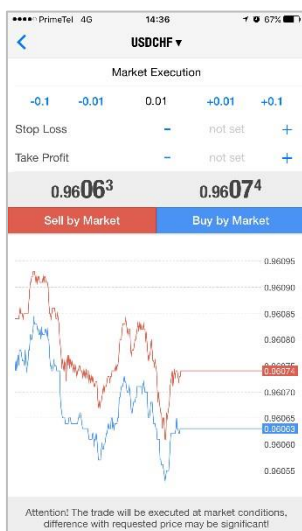 PrimeTel 4G 14:36 67%
USDCHF ▾
Market Execution
-0.1 -0.01 0.01 +0.01 +0.1
Stop Loss - not set +
Take Profit - not set +
0.96063 0.96074
Sell by Market Buy by Market
0.96095
0.96090
0.96085
0.96080
0.96074
0.96070
0.96065
0.96063
0.96060
0.96055
Attention! The trade will be executed at market conditions,
difference with requested price may be significant!